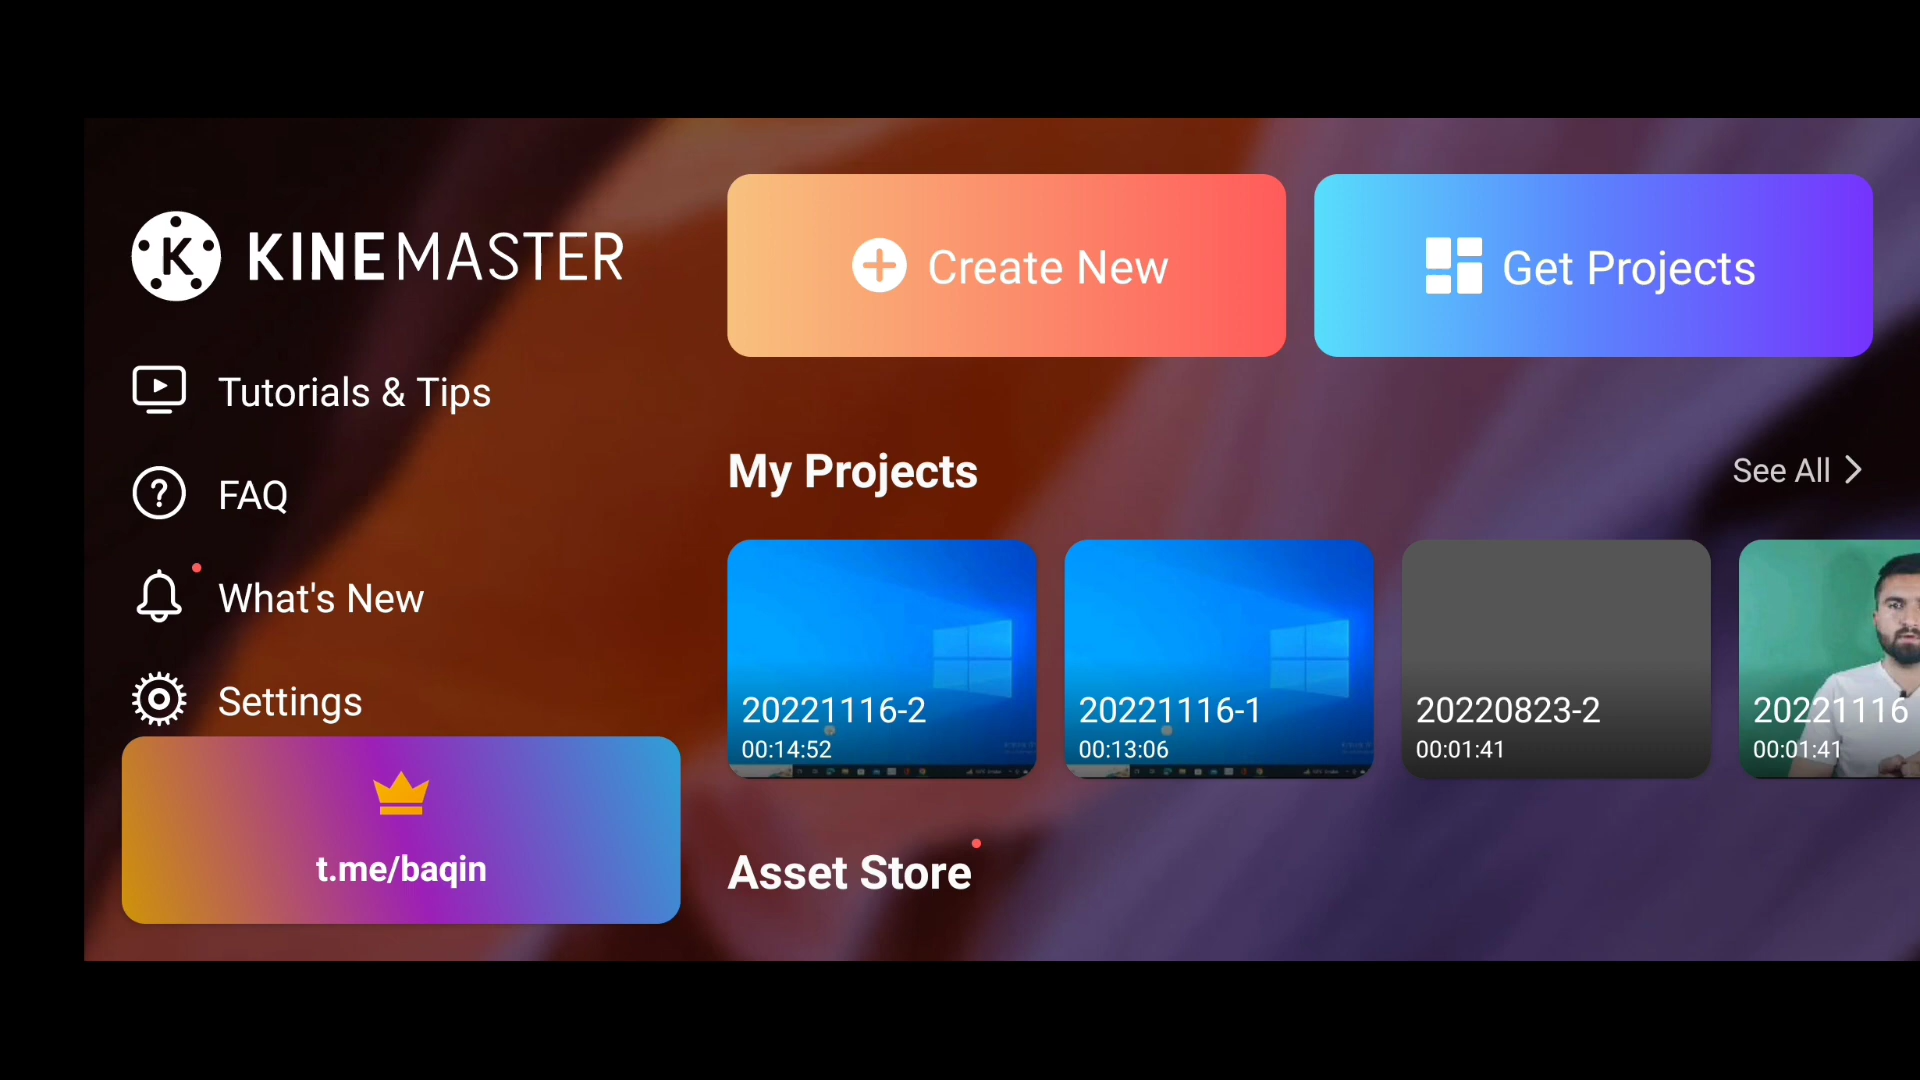 K KINEMASTER
Tutorials & Tips
FAQ
What's New
Settings
t.me/baqin
Create New
Get Projects
My Projects
See All
20221116-2
00:14:52
20221116-1
00:13:06
20220823-2
00:01:41
20221116
00:01:41
Asset Store